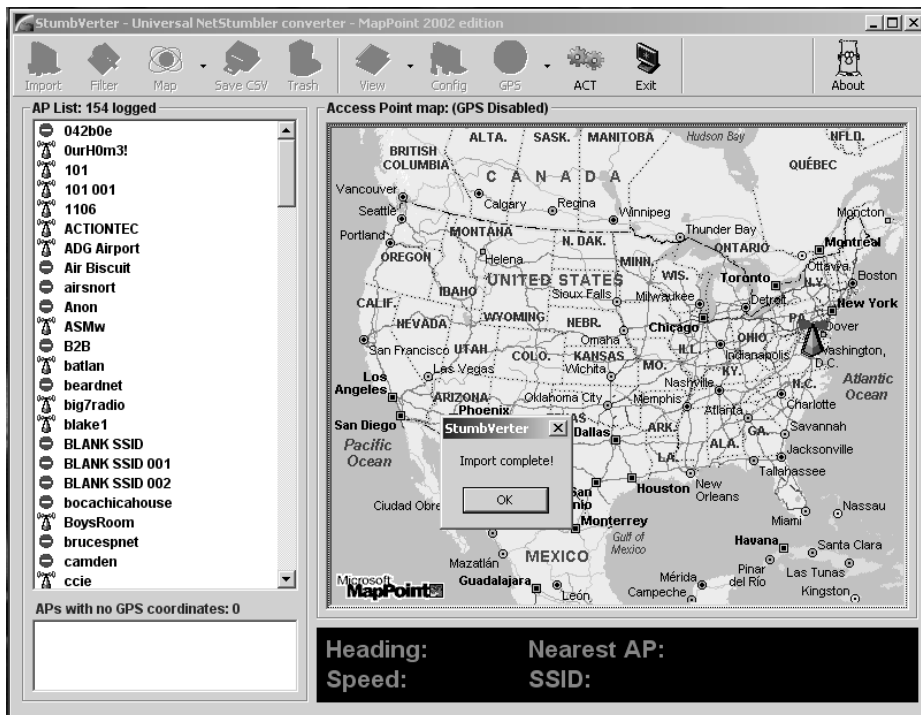 StumbVerter - Universal NetStumbler converter - MapPoint 2002 edition
Import
Filter
Map
Save CSV
Trash
View
Config
GPS
ACT
Exit
About
AP List: 154 logged
042b0e
0urH0m3!
101
101 001
1106
ACTIONTEC
ADG Airport
Air Biscuit
airsnort
Anon
ASMw
B2B
batlan
beardnet
big7radio
blake1
BLANK SSID
BLANK SSID 001
BLANK SSID 002
bocachicahouse
BoysRoom
brucespnet
camden
ccie
APs with no GPS coordinates: 0
Access Point map: (GPS Disabled)
ALTA.
SASK.
MANITOBA
Hudson Bay
NFLD.
BRITISH
COLUMBIA
QUÉBEC
CANADA
Vancouver
Calgary
Regina
Winnipeg
Seattle
Thunder Bay
Moncton
Portland
MONTANA
N. DAK.
ONTARIO
Montréal
OREGON
Helena
MINN.
Ottawa
UNITED STATES
WIS.
Toronto
N.Y.
Boston
IDAHO
Sioux Falls
Milwaukee
Detroit
CALIF.
WYOMING
NEBR.
Chicago
PA.
New York
NEVADA
Omaha
ILL.
OHIO
Dover
San Francisco
UTAH
COLO.
KANSAS
Indianapolis
Washington,
D.C.
Las Vegas
Wichita
MO.
KY.
Los
Angeles
ARIZONA
Oklahoma City
Nashville
N.C.
Atlantic
Ocean
Phoenix
Memphis
Charlotte
San Diego
AS
ARK.
Atlanta
Savannah
Dallas
GA.
Pacific
Ocean
LA.
ALA.
Jacksonville
Tallahassee
StumbVerter
Import complete!
OK
Houston
New
Orleans
San
nio
Ciudad Obre
Miami
Nassau
Monterrey
Gulf of
Mexico
Havana
Santa Clara
Mazatlán
MEXICO
Pinar
del Río
Las Tunas
Guadalajara
León
Mérida
Campeche
Kingston
Microsoft
MapPoint
Heading:
Nearest AP:
Speed:
SSID: